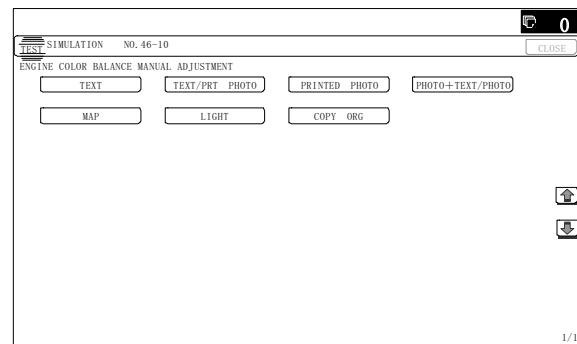 0
TEST SIMULATION NO. 46-10
CLOSE
ENGINE COLOR BALANCE MANUAL ADJUSTMENT
TEXT TEXT/PRT PHOTO PRINTED PHOTO PHOTO+TEXT/PHOTO
MAP LIGHT COPY ORG
1/1